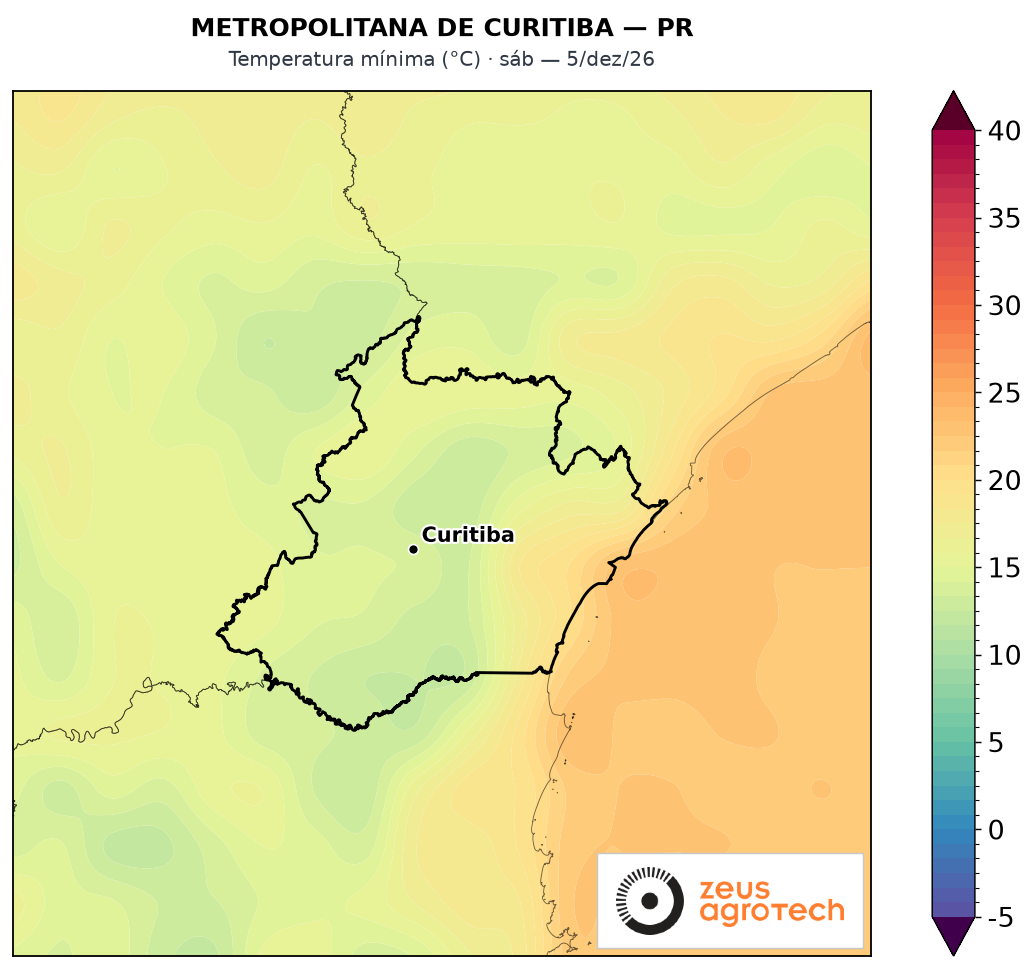 METROPOLITANA DE CURITIBA — PR
Temperatura mínima (°C) · sáb — 5/dez/26
40
35
30
25
20
15
10
5
0
-5
Curitiba
zeus
agrotech